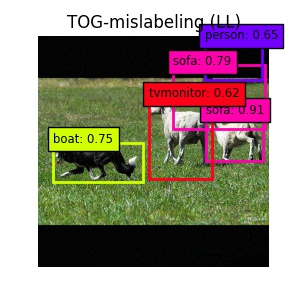 TOG-mislabeling (LL)
person: 0.65
sofa: 0.79
tvmonitor: 0.62
sofa: 0.91
boat: 0.75